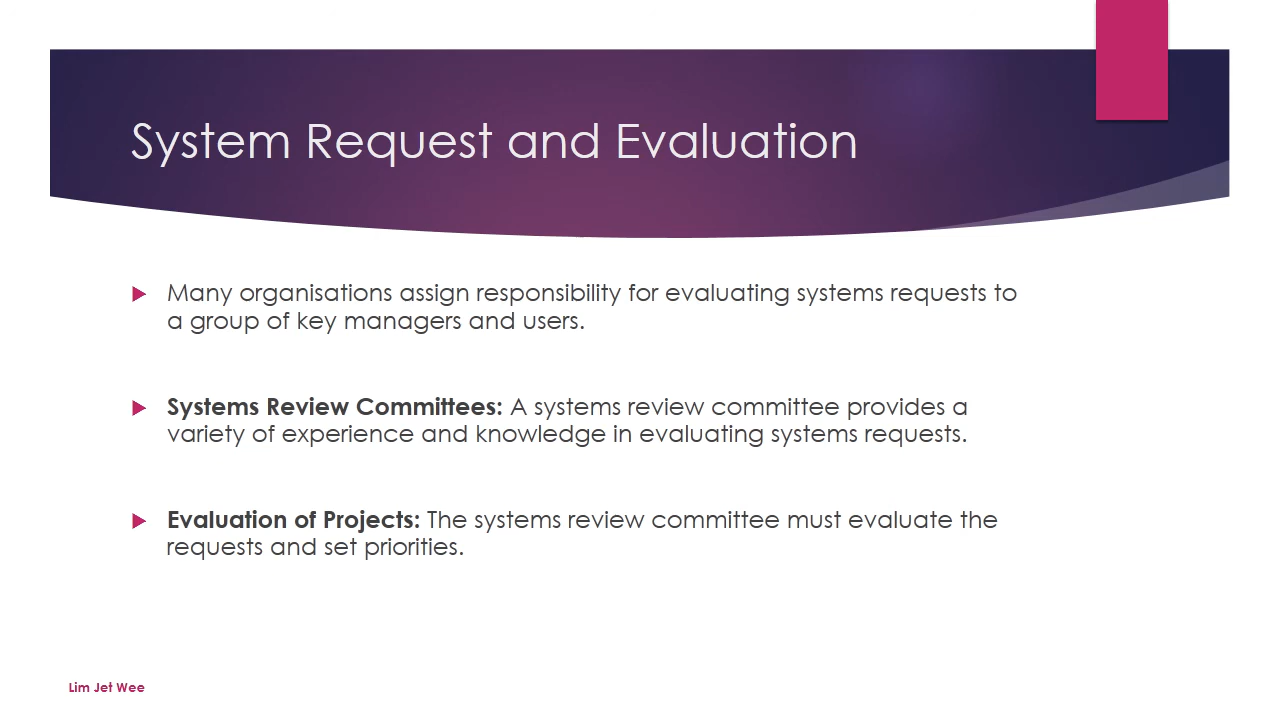 System Request and Evaluation
Many organisations assign responsibility for evaluating systems requests to
a group of key managers and users.
Systems Review Committees: A systems review committee provides a
variety of experience and knowledge in evaluating systems requests.
Evaluation of Projects: The systems review committee must evaluate the
requests and set priorities.
Lim Jet Wee